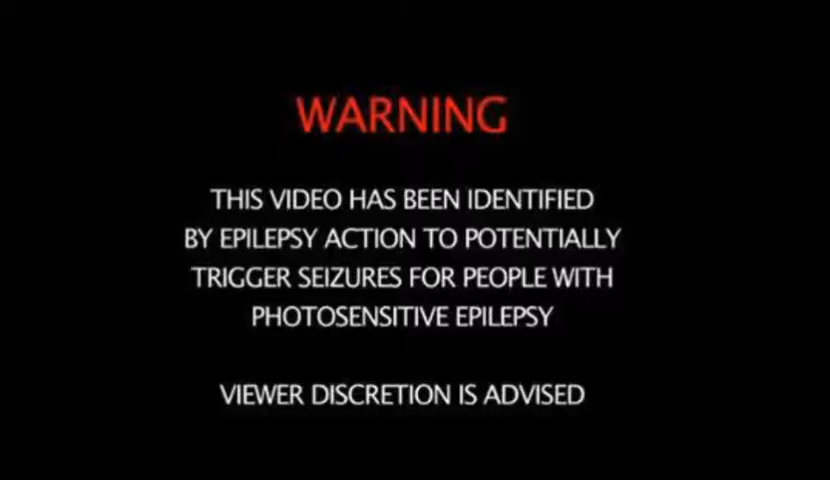 WARNING
THIS VIDEO HAS BEEN IDENTIFIED
BY EPILEPSY ACTION TO POTENTIALLY
TRIGGER SEIZURES FOR PEOPLE WITH
PHOTOSENSITIVE EPILEPSY
VIEWER DISCRETION IS ADVISED